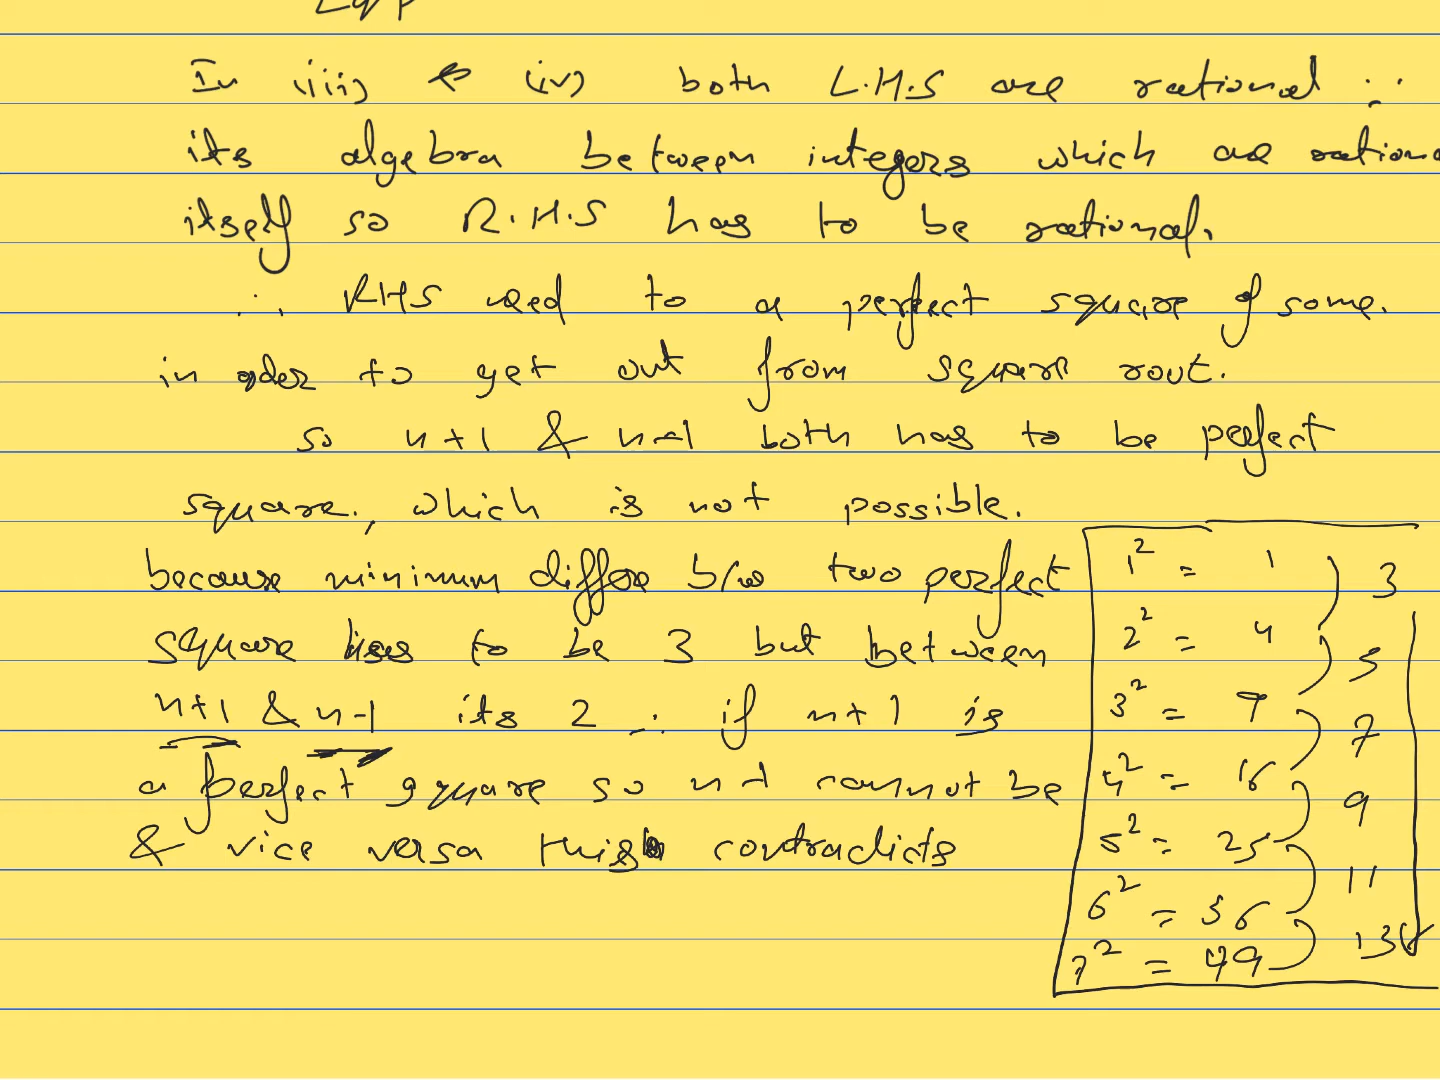 In (iii) & (iv) both L.H.S are rational ∵
its algebra between integers which are rationa
itself so R.H.S has to be rational.
∴ RHS need to a perfect square of some.
in order to get out from square rout.
so n+1 & n-1 both has to be perfect
square., which is not possible.
because minimum differe b/w two perfect
square has to be 3 but between
n+1 & n-1 its 2 ∴ if n+1 is
a perfect square so n-1 cannot be
& vice versa this contradicts
1² = 1
3
2² = 4
5
3² = 9
7
4² = 16
9
5² = 25
11
6² = 36
13
7² = 49